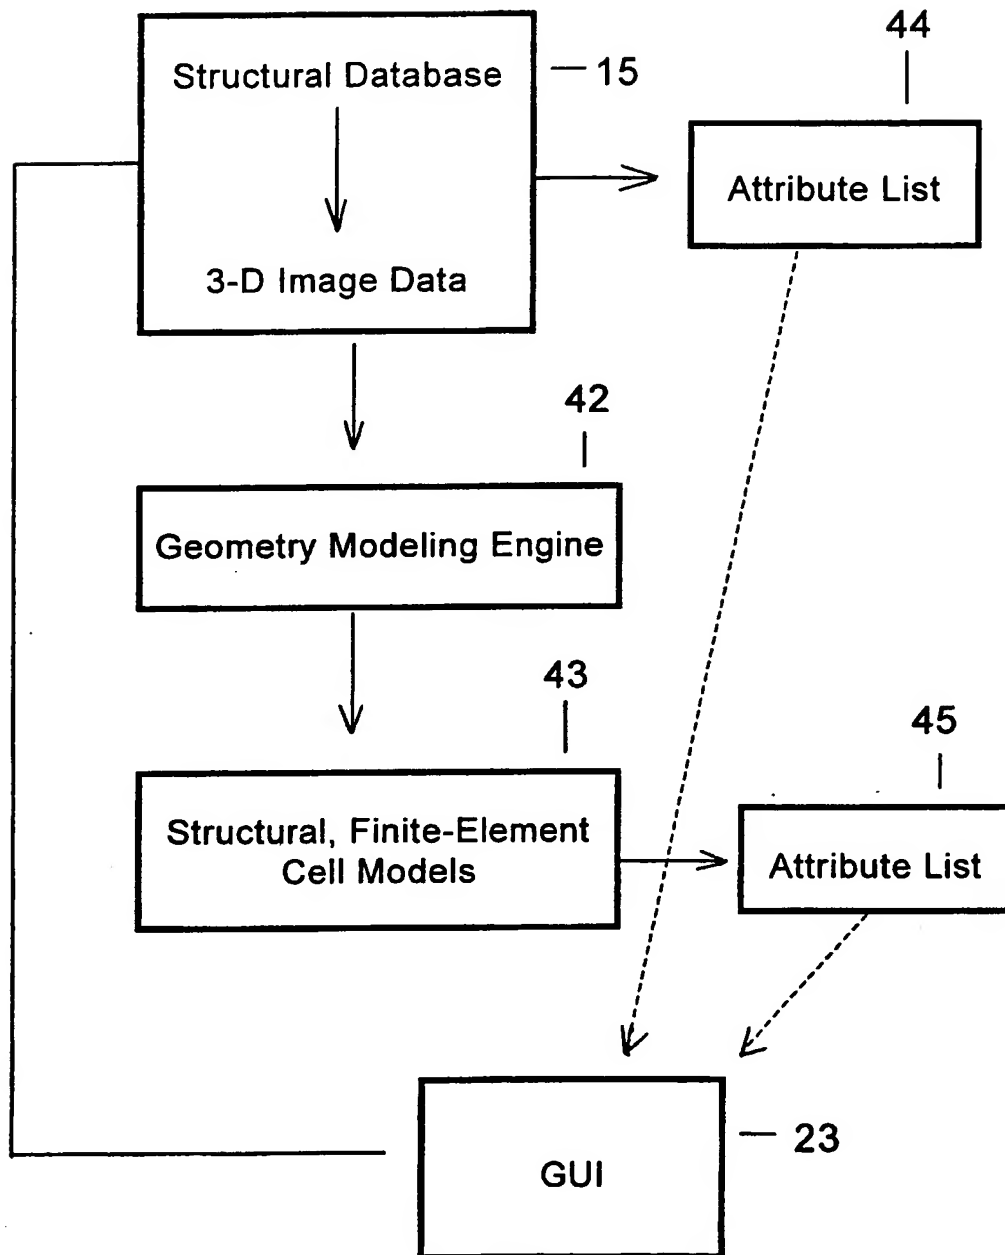 44
Structural Database
15
Attribute List
3-D Image Data
42
Geometry Modeling Engine
43
45
Structural, Finite-Element
Cell Models
Attribute List
23
GUI